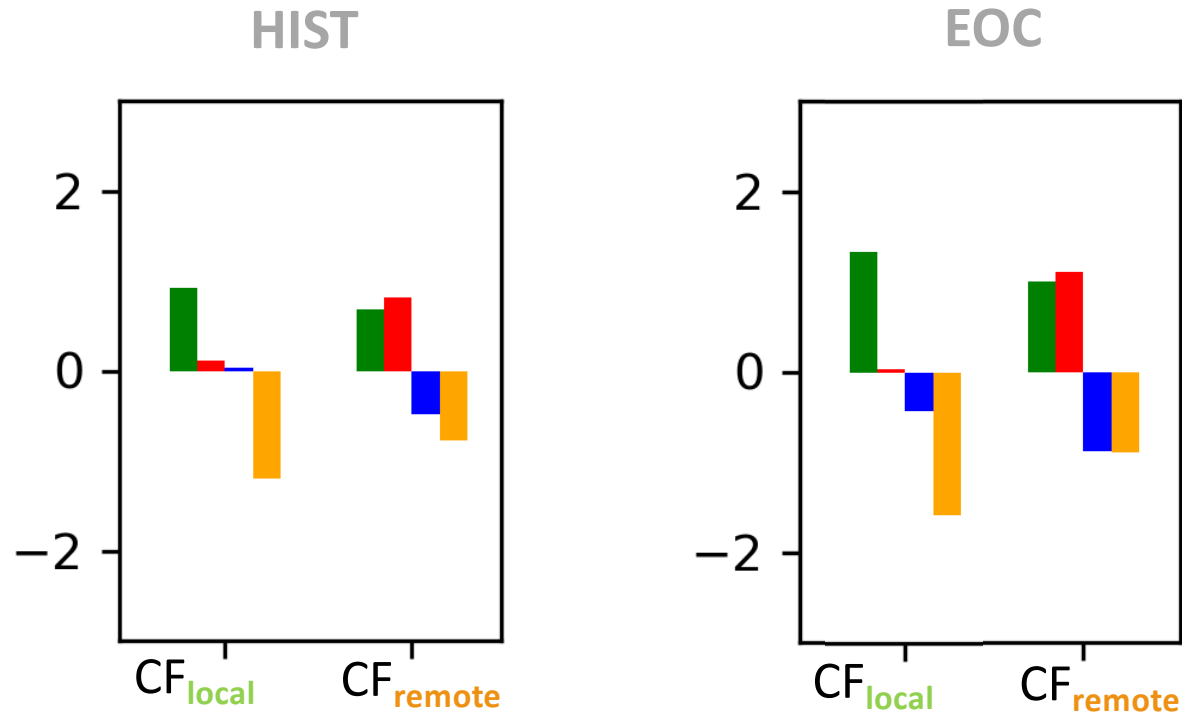 HIST
2
0
−2
CFlocal
CFremote
EOC
2
0
−2
CFlocal
CFremote